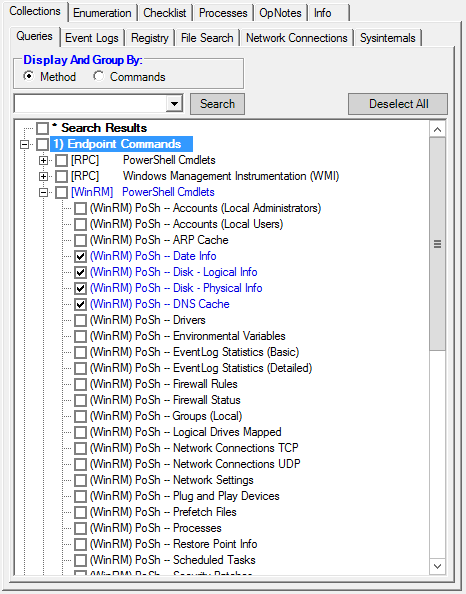 Collections Enumeration Checklist Processes OpNotes Info
Queries Event Logs Registry File Search Network Connections Sysinternals
Display And Group By:
Method Commands
Search Deselect All
* Search Results
1) Endpoint Commands
[RPC] PowerShell Cmdlets
[RPC] Windows Management Instrumentation (WMI)
[WinRM] PowerShell Cmdlets
(WinRM) PoSh -- Accounts (Local Administrators)
(WinRM) PoSh -- Accounts (Local Users)
(WinRM) PoSh -- ARP Cache
(WinRM) PoSh -- Date Info
(WinRM) PoSh -- Disk - Logical Info
(WinRM) PoSh -- Disk - Physical Info
(WinRM) PoSh -- DNS Cache
(WinRM) PoSh -- Drivers
(WinRM) PoSh -- Environmental Variables
(WinRM) PoSh -- EventLog Statistics (Basic)
(WinRM) PoSh -- EventLog Statistics (Detailed)
(WinRM) PoSh -- Firewall Rules
(WinRM) PoSh -- Firewall Status
(WinRM) PoSh -- Groups (Local)
(WinRM) PoSh -- Logical Drives Mapped
(WinRM) PoSh -- Network Connections TCP
(WinRM) PoSh -- Network Connections UDP
(WinRM) PoSh -- Network Settings
(WinRM) PoSh -- Plug and Play Devices
(WinRM) PoSh -- Prefetch Files
(WinRM) PoSh -- Processes
(WinRM) PoSh -- Restore Point Info
(WinRM) PoSh -- Scheduled Tasks
(WinRM) PoSh -- Security Patches